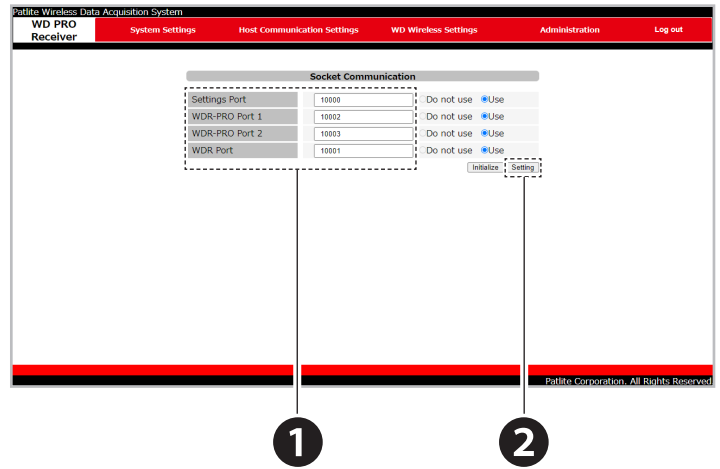 Patlite Wireless Data Acquisition System
WD PRO
Receiver
System Settings
Host Communication Settings
WD Wireless Settings
Administration
Log out
Socket Communication
Settings Port 10000 Do not use Use
WDR-PRO Port 1 10002 Do not use Use
WDR-PRO Port 2 10003 Do not use Use
WDR Port 10001 Do not use Use
Initialize Setting
Patlite Corporation. All Rights Reserved.
1 2